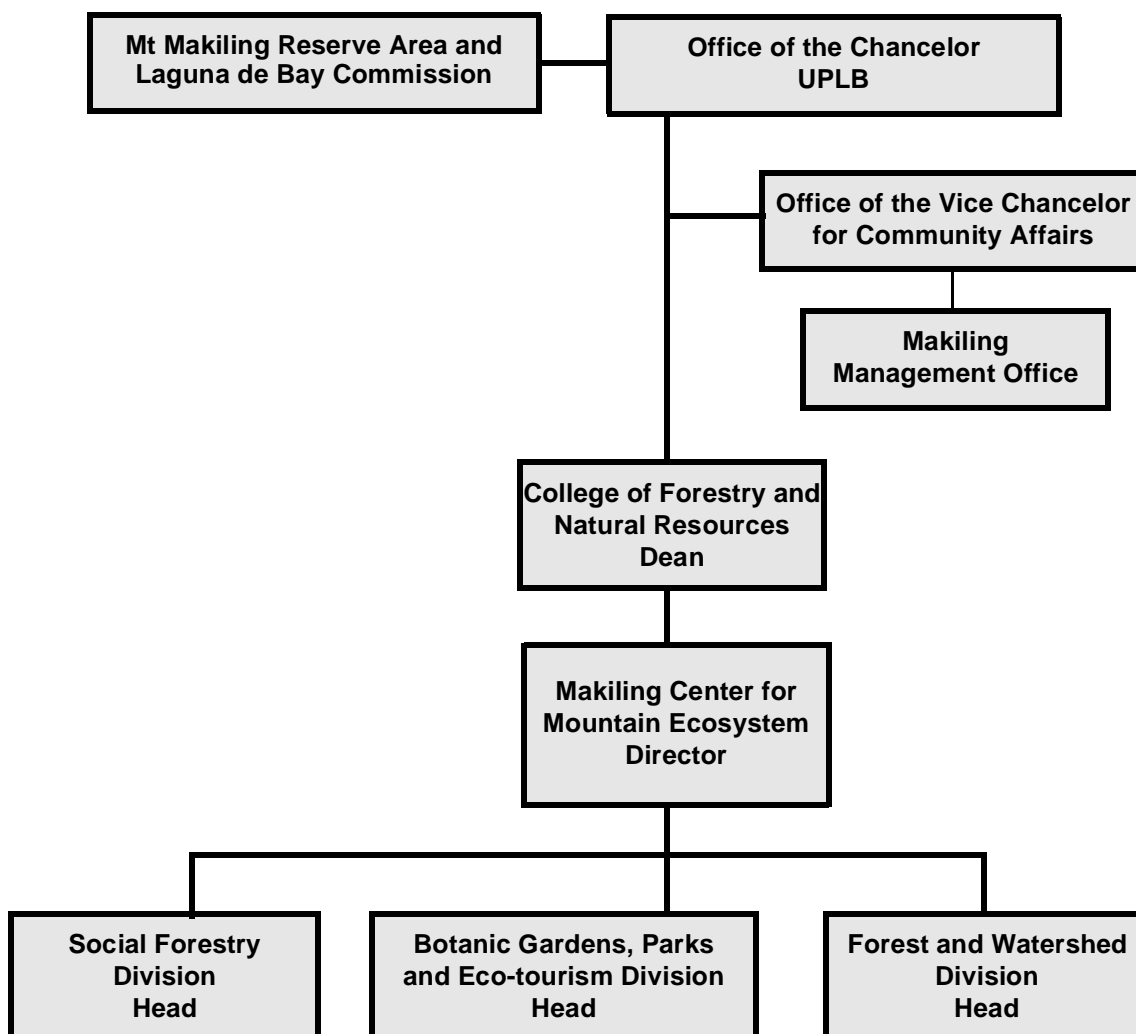 Mt Makiling Reserve Area and
Laguna de Bay Commission
Office of the Chancelor
UPLB
Office of the Vice Chancelor
for Community Affairs
Makiling
Management Office
College of Forestry and
Natural Resources
Dean
Makiling Center for
Mountain Ecosystem
Director
Social Forestry
Division
Head
Botanic Gardens, Parks
and Eco-tourism Division
Head
Forest and Watershed
Division
Head